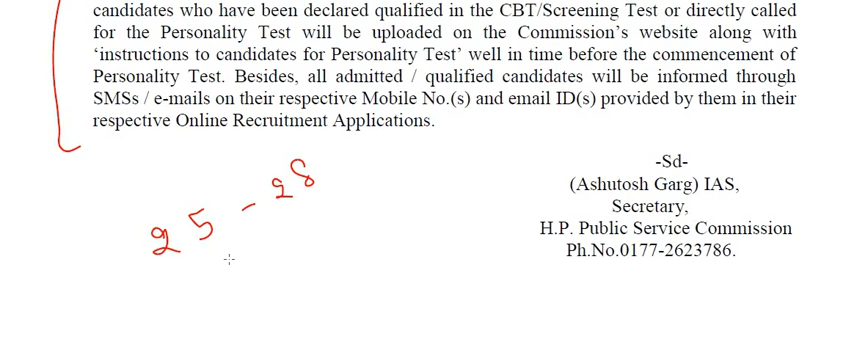 candidates who have been declared qualified in the CBT/Screening Test or directly called
for the Personality Test will be uploaded on the Commission’s website along with
‘instructions to candidates for Personality Test’ well in time before the commencement of
Personality Test. Besides, all admitted / qualified candidates will be informed through
SMSs / e-mails on their respective Mobile No.(s) and email ID(s) provided by them in their
respective Online Recruitment Applications.
-Sd-
(Ashutosh Garg) IAS,
Secretary,
H.P. Public Service Commission
Ph.No.0177-2623786.
25 - 28